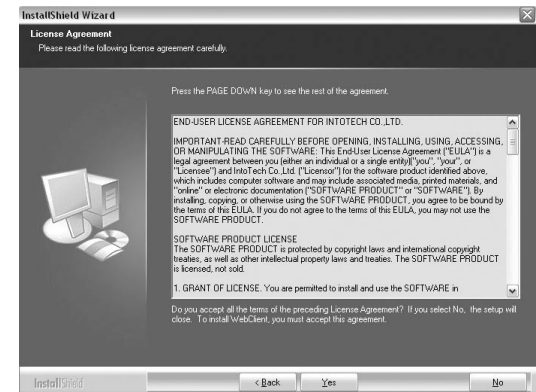 InstallShield Wizard
License Agreement
Please read the following license agreement carefully.
Press the PAGE DOWN key to see the rest of the agreement.
END-USER LICENSE AGREEMENT FOR INTOTECH CO.,LTD.
IMPORTANT-READ CAREFULLY BEFORE OPENING, INSTALLING, USING, ACCESSING,
OR MANIPULATING THE SOFTWARE: This End-User License Agreement ("EULA") is a
legal agreement between you (either an individual or a single entity)("you", "your", or
"Licensee") and IntoTech Co.,Ltd. ("Licensor") for the software product identified above,
which includes computer software and may include associated media, printed materials, and
"online" or electronic documentation ("SOFTWARE PRODUCT" or "SOFTWARE"). By
installing, copying, or otherwise using the SOFTWARE PRODUCT, you agree to be bound by
the terms of this EULA. If you do not agree to the terms of this EULA, you may not use the
SOFTWARE PRODUCT.
SOFTWARE PRODUCT LICENSE
The SOFTWARE PRODUCT is protected by copyright laws and international copyright
treaties, as well as other intellectual property laws and treaties. The SOFTWARE PRODUCT
is licensed, not sold.
1. GRANT OF LICENSE. You are permitted to install and use the SOFTWARE in
Do you accept all the terms of the preceding License Agreement? If you select No, the setup will
close. To install WebClient, you must accept this agreement.
InstallShield
< Back
Yes
No